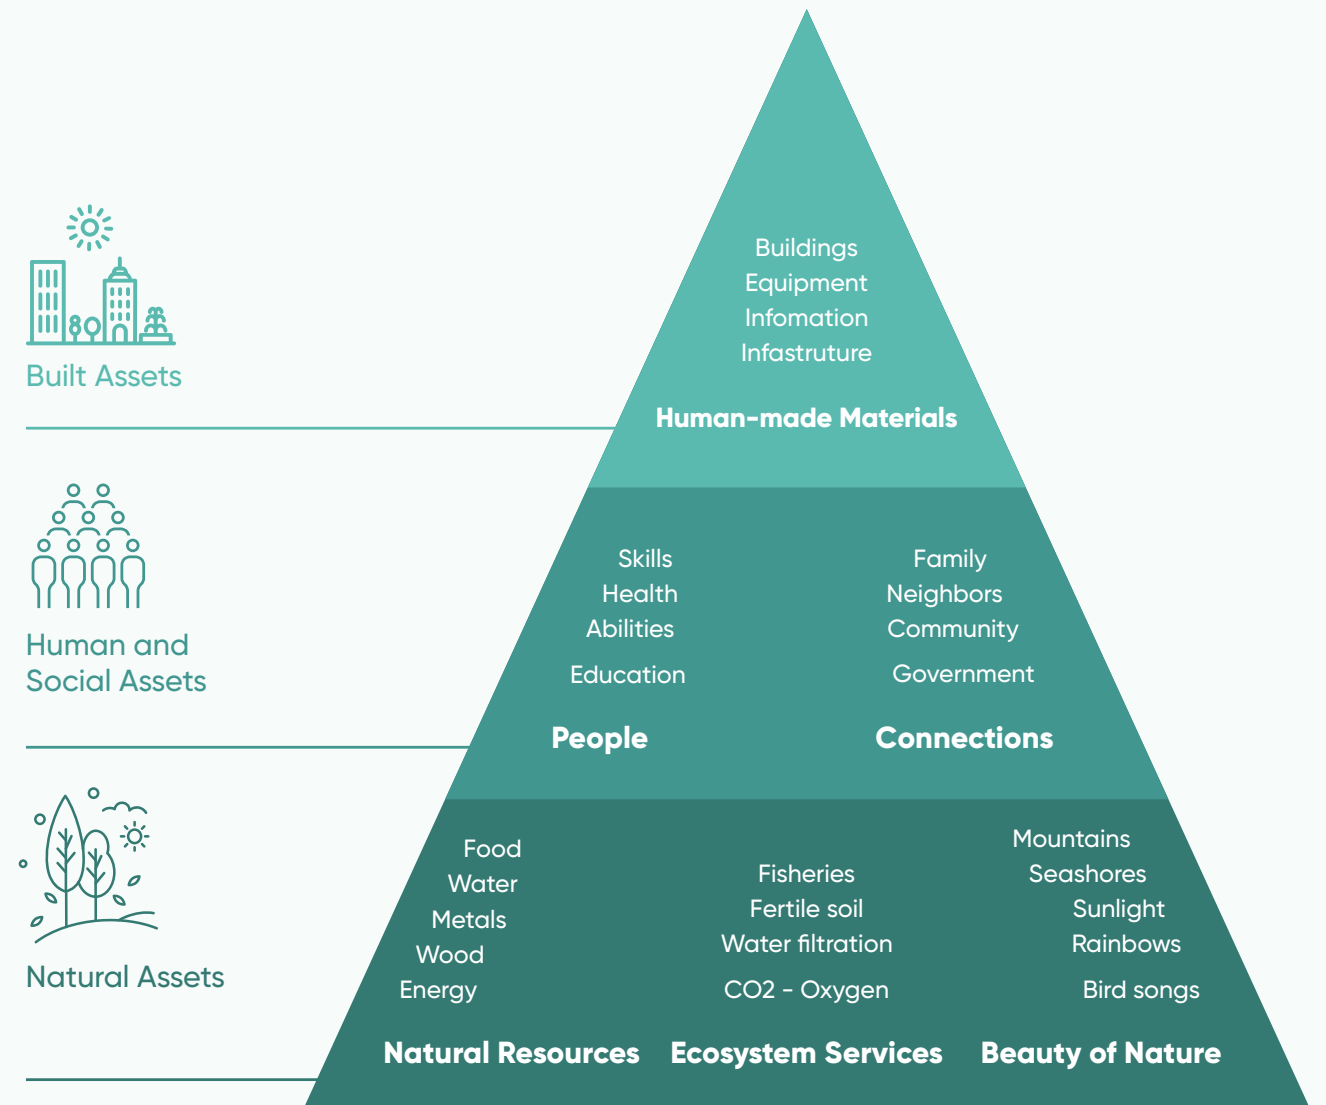 Built Assets
Buildings
Equipment
Infomation
Infastruture
Human-made Materials
Human and
Social Assets
Skills
Health
Abilities
Education
People
Family
Neighbors
Community
Government
Connections
Natural Assets
Food
Water
Metals
Wood
Energy
Natural Resources
Fisheries
Fertile soil
Water filtration
CO2 - Oxygen
Ecosystem Services
Mountains
Seashores
Sunlight
Rainbows
Bird songs
Beauty of Nature